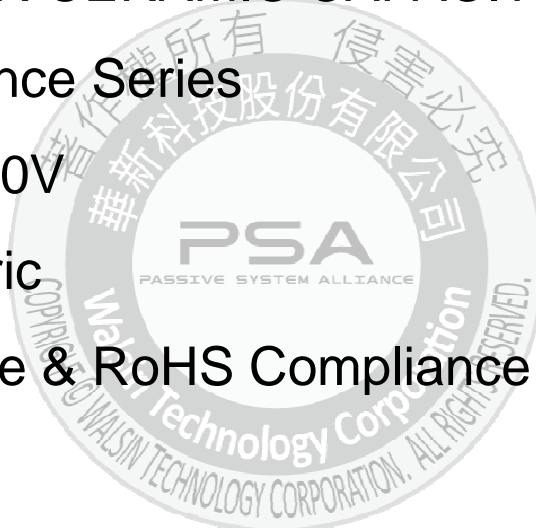 nce Series
0V
ric
e & RoHS Compliance
著作權所有 侵害必究
華新科技股份有限公司
PSA
PASSIVE SYSTEM ALLIANCE
Walsin Technology Corporation
COPYRIGHT © WALSIN TECHNOLOGY CORPORATION. ALL RIGHTS RESERVED.